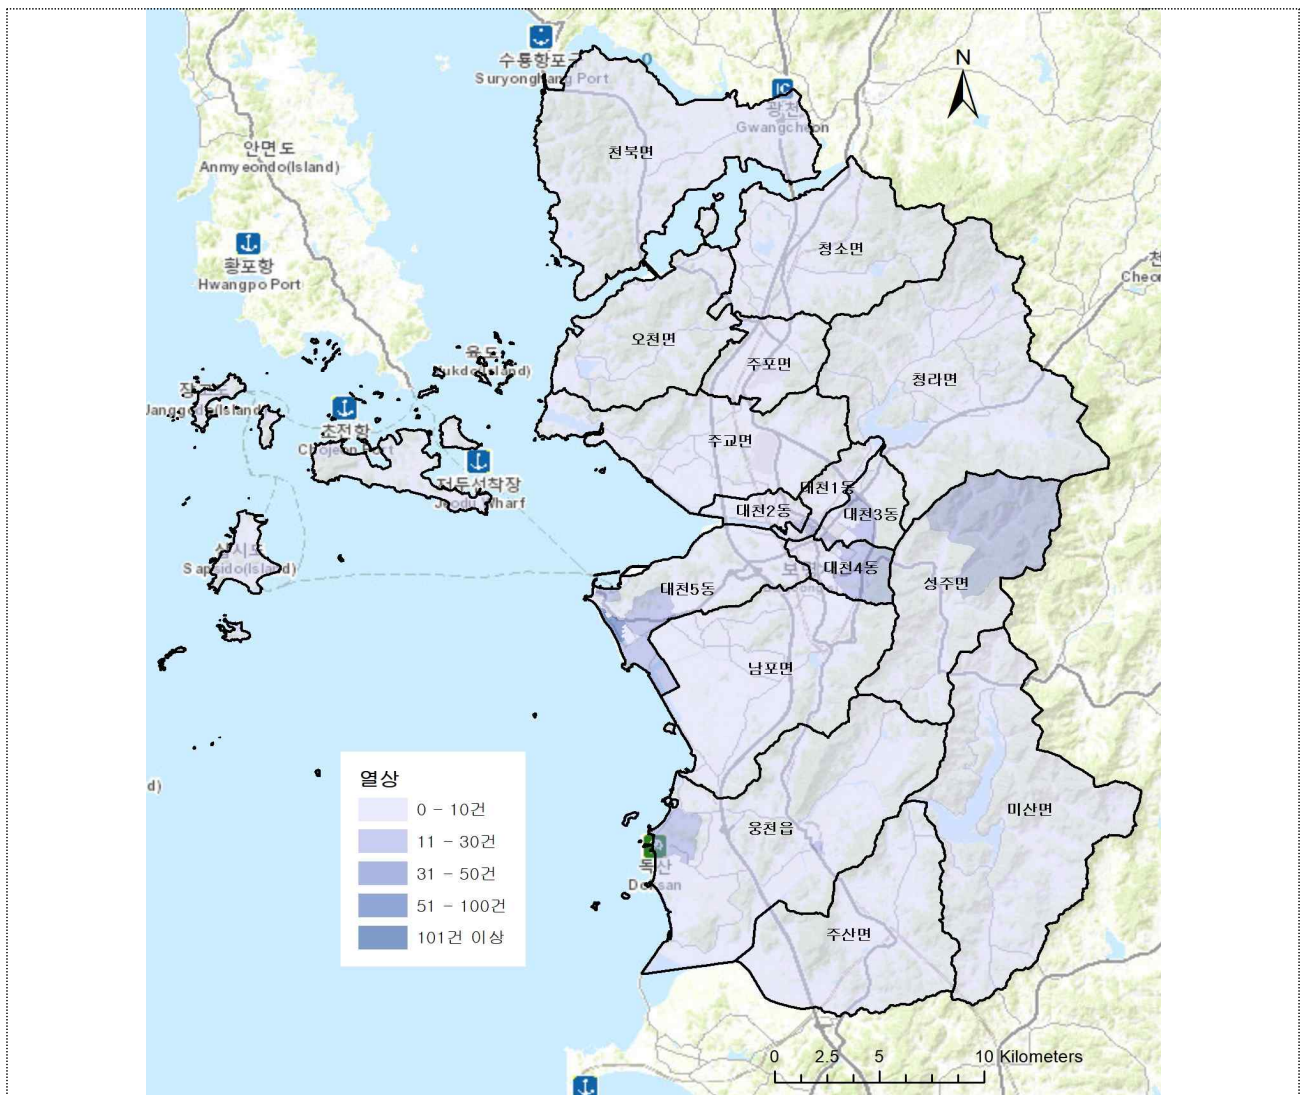 수룡항포구
Suryonghang Port
N
광천
Gwangcheon
안면도
Anmyeondo(Island)
천북면
청소면
황포항
Hwangpo Port
오천면
주포면
청라면
육도
Yukdo(Island)
Janggodo(Island)
초전항
Chojeon Port
저두선착장
Jeodu Wharf
주교면
대천1동
대천2동
대천3동
대천4동
대천5동
성주면
삽시도
Sapsido(Island)
남포면
웅천읍
미산면
주산면
독산
Doksan
열상
0 - 10건
11 - 30건
31 - 50건
51 - 100건
101건 이상
0 2.5 5 10 Kilometers